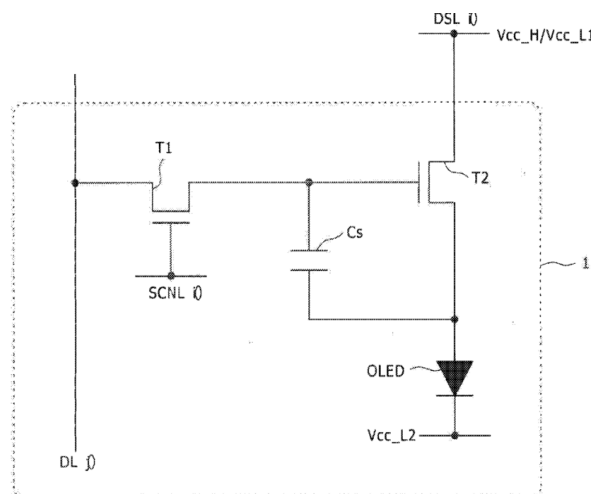 DSL i()
Vcc_H/Vcc_L1
T1
T2
Cs
SCNL i()
1
OLED
Vcc_L2
DL j()